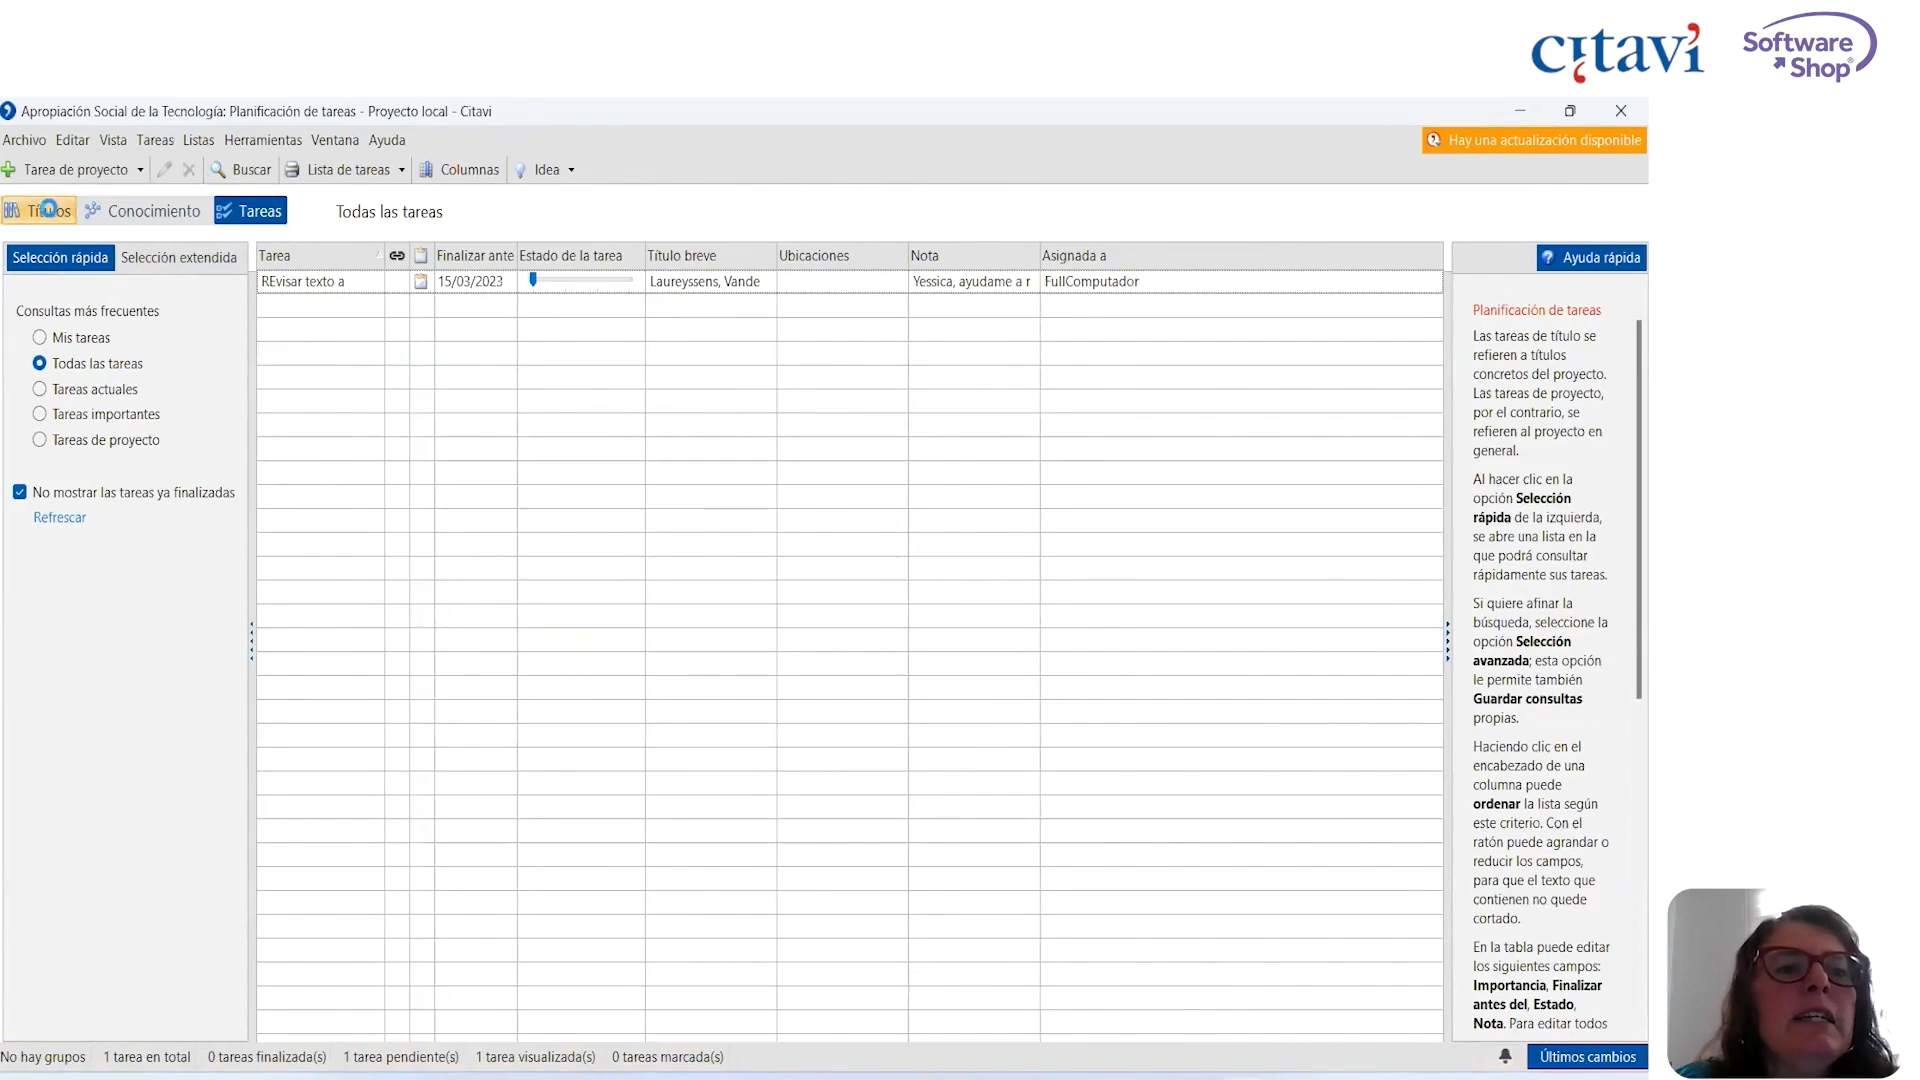 citavi
Software
Shop®
Apropiación Social de la Tecnología: Planificación de tareas - Proyecto local - Citavi
Archivo Editar Vista Tareas Listas Herramientas Ventana Ayuda
Hay una actualización disponible
Tarea de proyecto Buscar Lista de tareas Columnas Idea
Títulos Conocimiento Tareas Todas las tareas
Selección rápida Selección extendida
Tarea Finalizar ante Estado de la tarea Título breve Ubicaciones Nota Asignada a
REvisar texto a 15/03/2023 Laureyssens, Vande Yessica, ayudame a r FullComputador
Consultas más frecuentes
Mis tareas
Todas las tareas
Tareas actuales
Tareas importantes
Tareas de proyecto
No mostrar las tareas ya finalizadas
Refrescar
Ayuda rápida
Planificación de tareas
Las tareas de título se
refieren a títulos
concretos del proyecto.
Las tareas de proyecto,
por el contrario, se
refieren al proyecto en
general.
Al hacer clic en la
opción Selección
rápida de la izquierda,
se abre una lista en la
que podrá consultar
rápidamente sus tareas.
Si quiere afinar la
búsqueda, seleccione la
opción Selección
avanzada; esta opción
le permite también
Guardar consultas
propias.
Haciendo clic en el
encabezado de una
columna puede
ordenar la lista según
este criterio. Con el
ratón puede agrandar o
reducir los campos,
para que el texto que
contienen no quede
cortado.
En la tabla puede editar
los siguientes campos:
Importancia, Finalizar
antes del, Estado,
Nota. Para editar todos
No hay grupos 1 tarea en total 0 tareas finalizada(s) 1 tarea pendiente(s) 1 tarea visualizada(s) 0 tareas marcada(s)
Últimos cambios